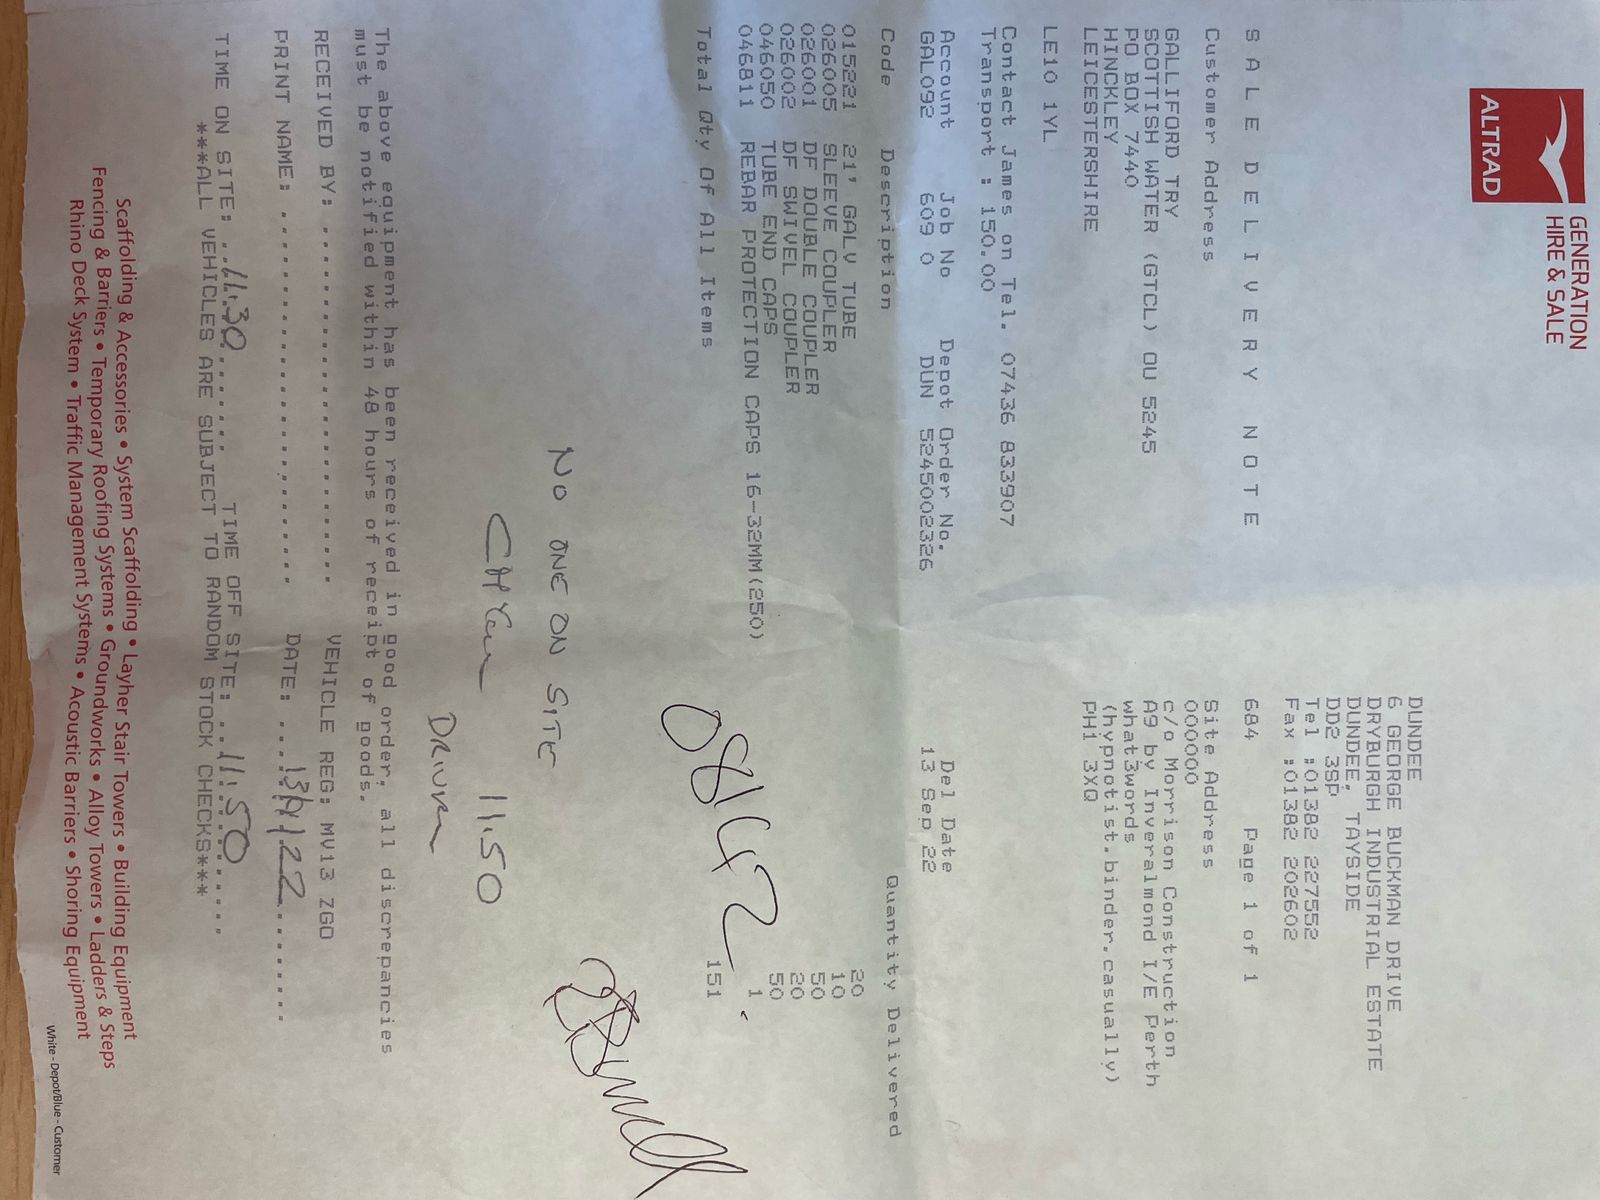 ALTRAD
GENERATION
HIRE & SALE
DUNDEE
6 GEORGE BUCKMAN DRIVE
DRYBURGH INDUSTRIAL ESTATE
DUNDEE, TAYSIDE
DD2 3SP
Tel :01382 227552
Fax :01382 202602
SALE DELIVERY NOTE 684 Page 1 of 1
Customer Address Site Address
000000
GALLIFORD TRY c/o Morrison Construction
SCOTTISH WATER (GTCL) OU 5245 A9 by Inveralmond I/E Perth
PO BOX 7440 what3words
HINCKLEY (hypnotist.binder.casually)
LEICESTERSHIRE PH1 3XQ
LE10 1YL
Contact James on Tel. 07436 833907
Transport : 150.00
Account Job No Depot Order No. Del Date
GAL092 609 0 DUN 5245002326 13 Sep 22
Code Description Quantity Delivered
015221 21' GALV TUBE 20
026005 SLEEVE COUPLER 10
026001 DF DOUBLE COUPLER 50
026002 DF SWIVEL COUPLER 20
046050 TUBE END CAPS 50
046811 REBAR PROTECTION CAPS 16-32MM(250) 1
Total Qty Of All Items 151
NO ONE ON SITE
11.50
DRIVER
The above equipment has been received in good order, all discrepancies
must be notified within 48 hours of receipt of goods.
RECEIVED BY: VEHICLE REG: MV13 ZGO
PRINT NAME: DATE: 13/9/22
TIME ON SITE: 11:30 TIME OFF SITE: 11:50
***ALL VEHICLES ARE SUBJECT TO RANDOM STOCK CHECKS***
Scaffolding & Accessories • System Scaffolding • Layher Stair Towers • Building Equipment
Fencing & Barriers • Temporary Roofing Systems • Groundworks • Alloy Towers • Ladders & Steps
Rhino Deck System • Traffic Management Systems • Acoustic Barriers • Shoring Equipment
White - Depot/Blue - Customer